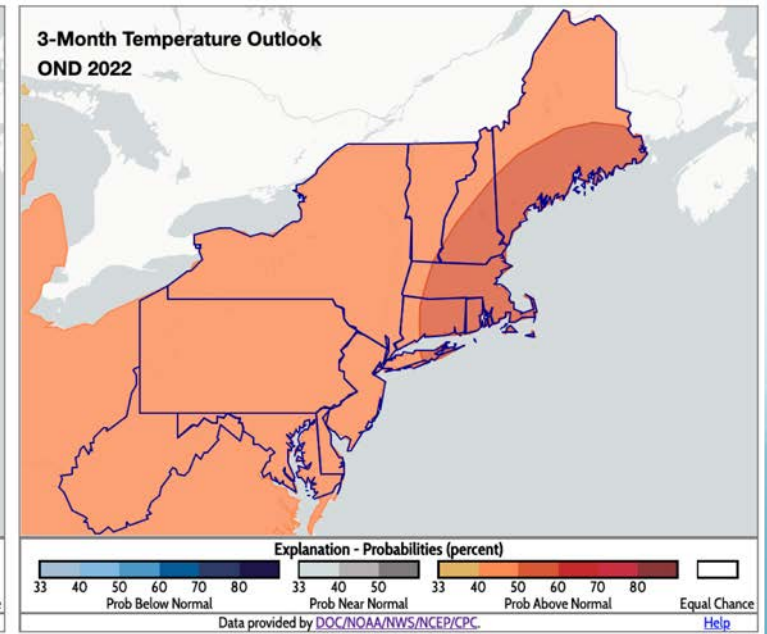 3-Month Temperature Outlook
OND 2022
Explanation - Probabilities (percent)
33 40 50 60 70 80 33 40 50 33 40 50 60 70 80
Prob Below Normal Prob Near Normal Prob Above Normal Equal Chance
Data provided by DOC/NOAA/NWS/NCEP/CPC. Help